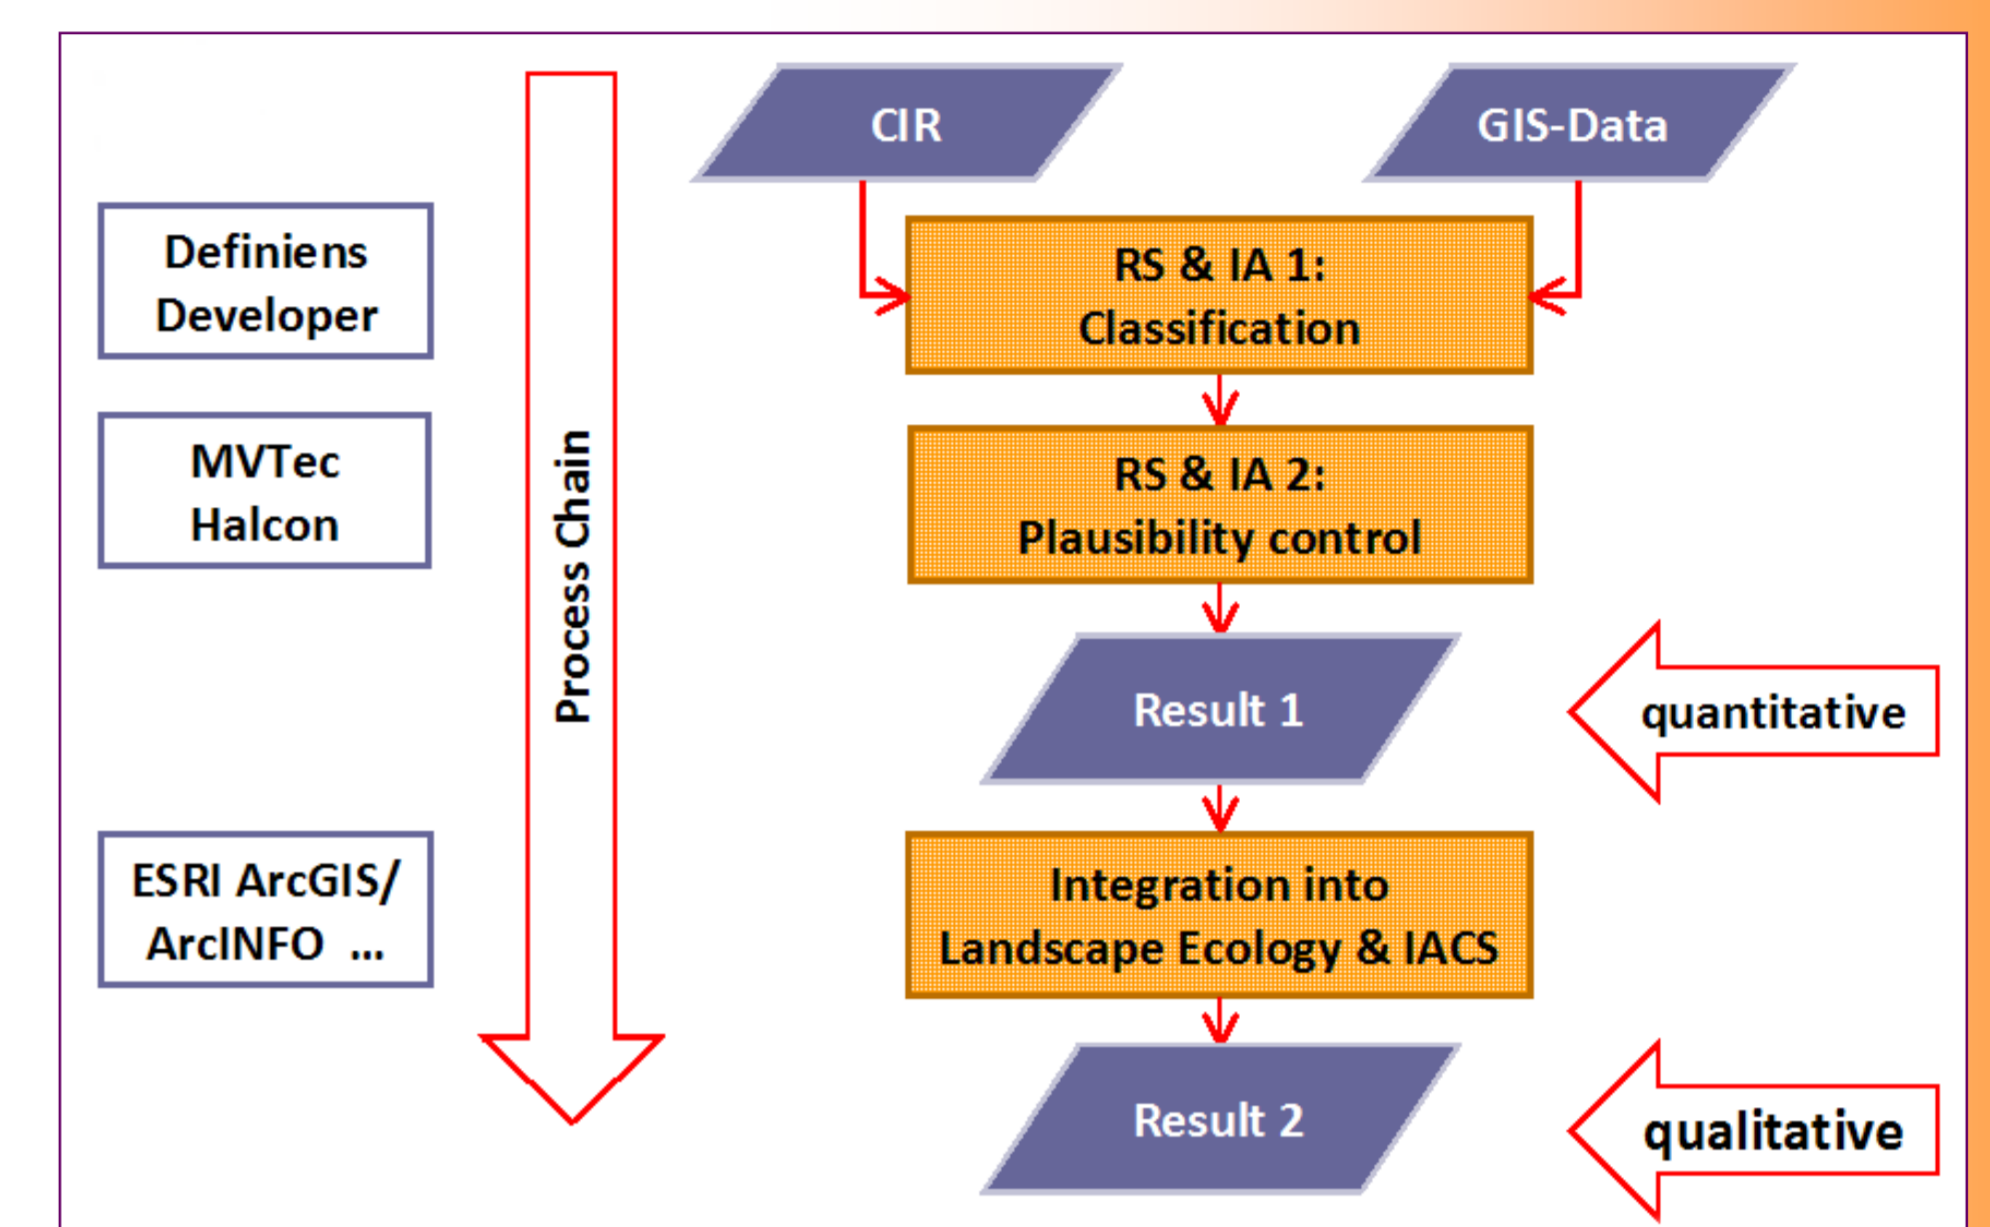 CIR
GIS-Data
Definiens
Developer
RS & IA 1:
Classification
MVTec
Halcon
RS & IA 2:
Plausibility control
Process Chain
Result 1
quantitative
ESRI ArcGIS/
ArcINFO ...
Integration into
Landscape Ecology & IACS
Result 2
qualitative